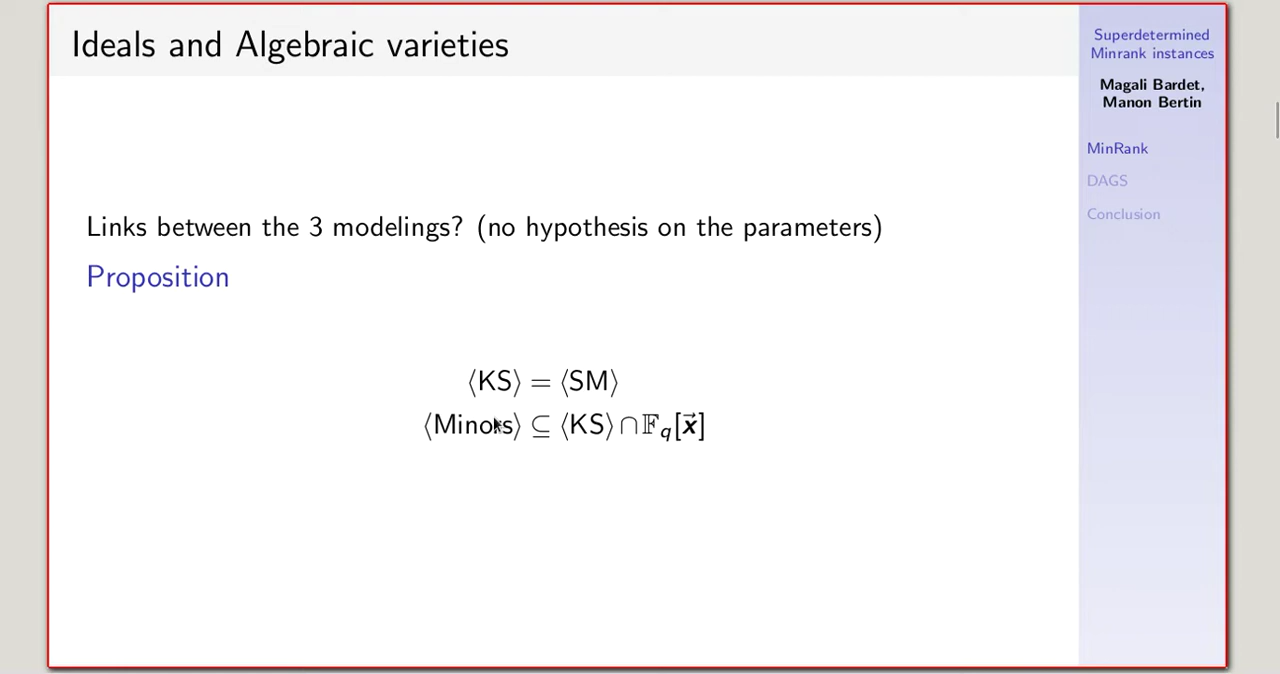 Ideals and Algebraic varieties
Links between the 3 modelings? (no hypothesis on the parameters)
Proposition
⟨KS⟩ = ⟨SM⟩
⟨Minors⟩ ⊆ ⟨KS⟩ ∩ 𝔽_q[x⃗]
Superdetermined
Minrank instances
Magali Bardet,
Manon Bertin
MinRank
DAGS
Conclusion